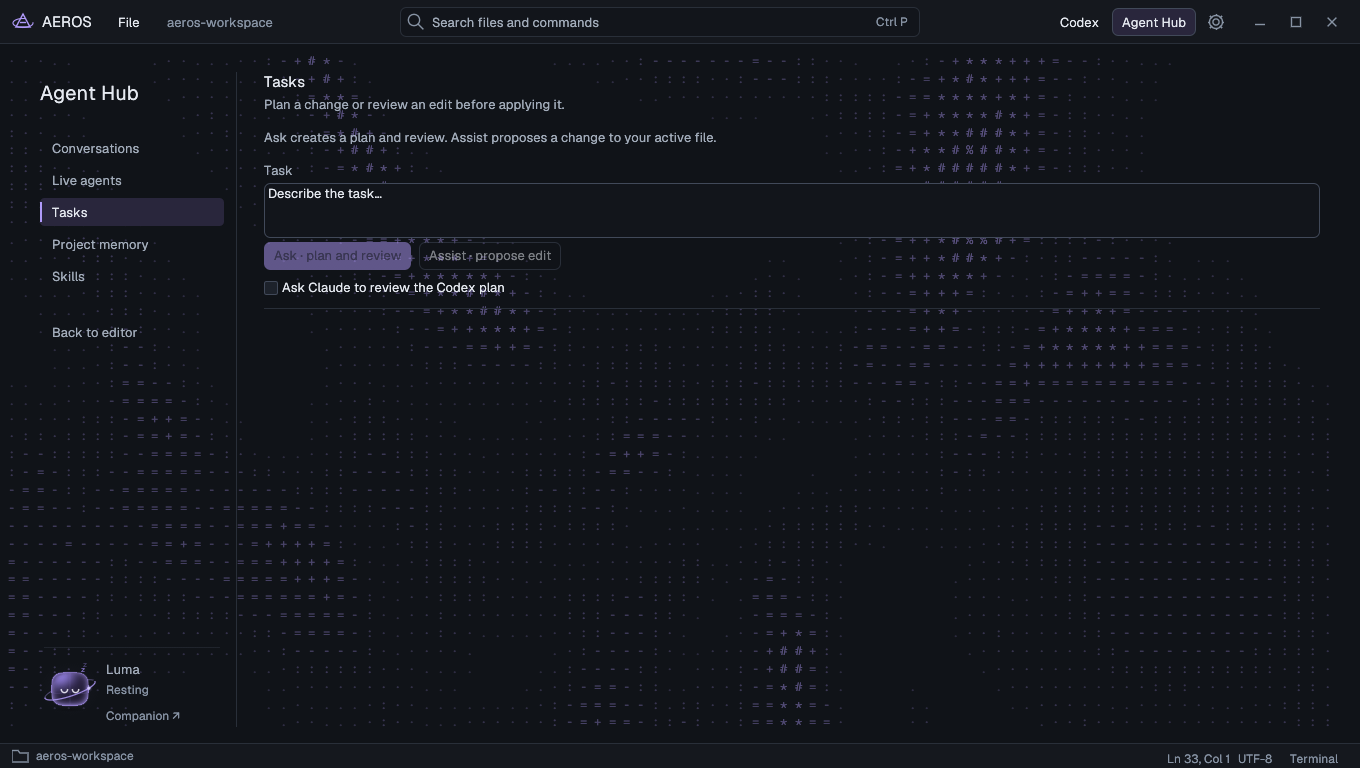 AEROS File aeros-workspace Search files and commands Ctrl P Codex Agent Hub
Agent Hub
Conversations
Live agents
Tasks
Project memory
Skills
Back to editor
Tasks
Plan a change or review an edit before applying it.
Ask creates a plan and review. Assist proposes a change to your active file.
Task
Describe the task…
Ask · plan and review Assist · propose edit
Ask Claude to review the Codex plan
Luma
Resting
Companion ↗
aeros-workspace Ln 33, Col 1 UTF-8 Terminal